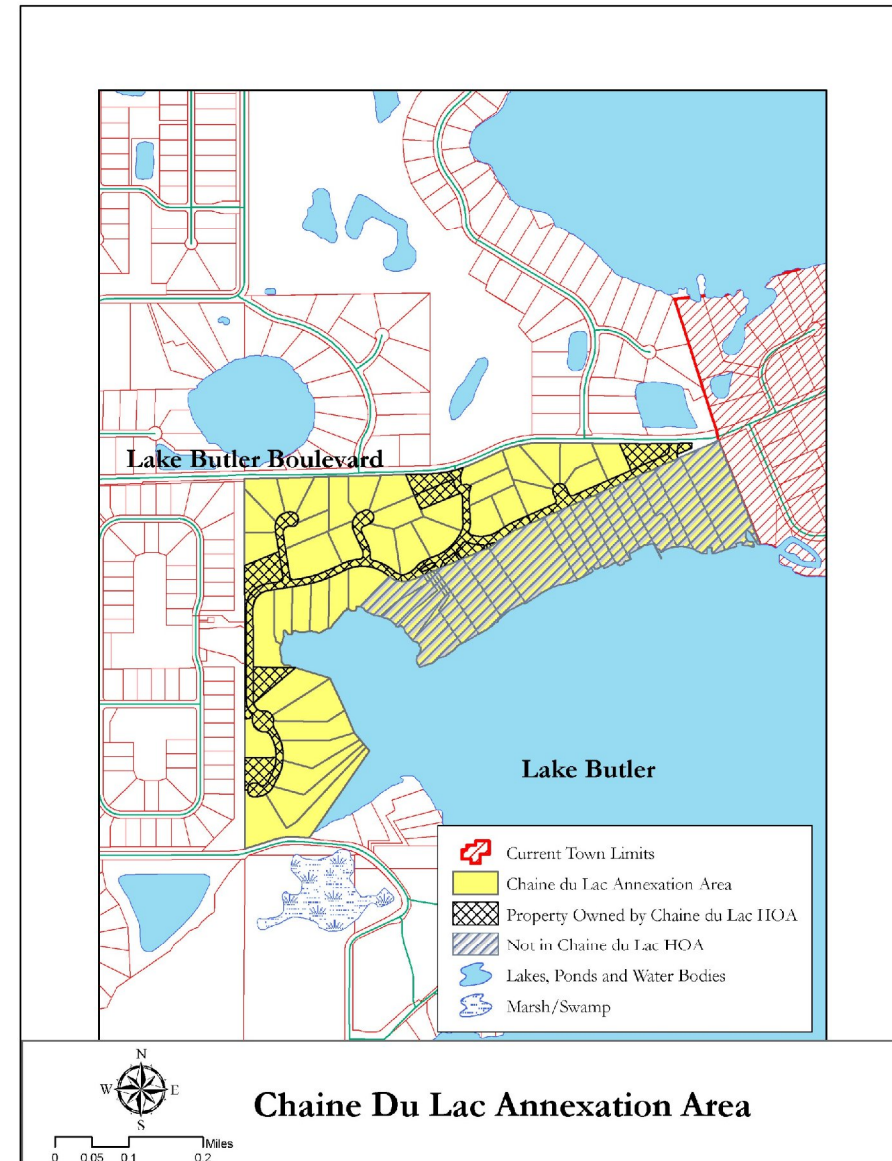 Lake Butler Boulevard
Lake Butler
Current Town Limits
Chaine du Lac Annexation Area
Property Owned by Chaine du Lac HOA
Not in Chaine du Lac HOA
Lakes, Ponds and Water Bodies
Marsh/Swamp
N
W E
S
Chaine Du Lac Annexation Area
Miles
0 0.05 0.1 0.2